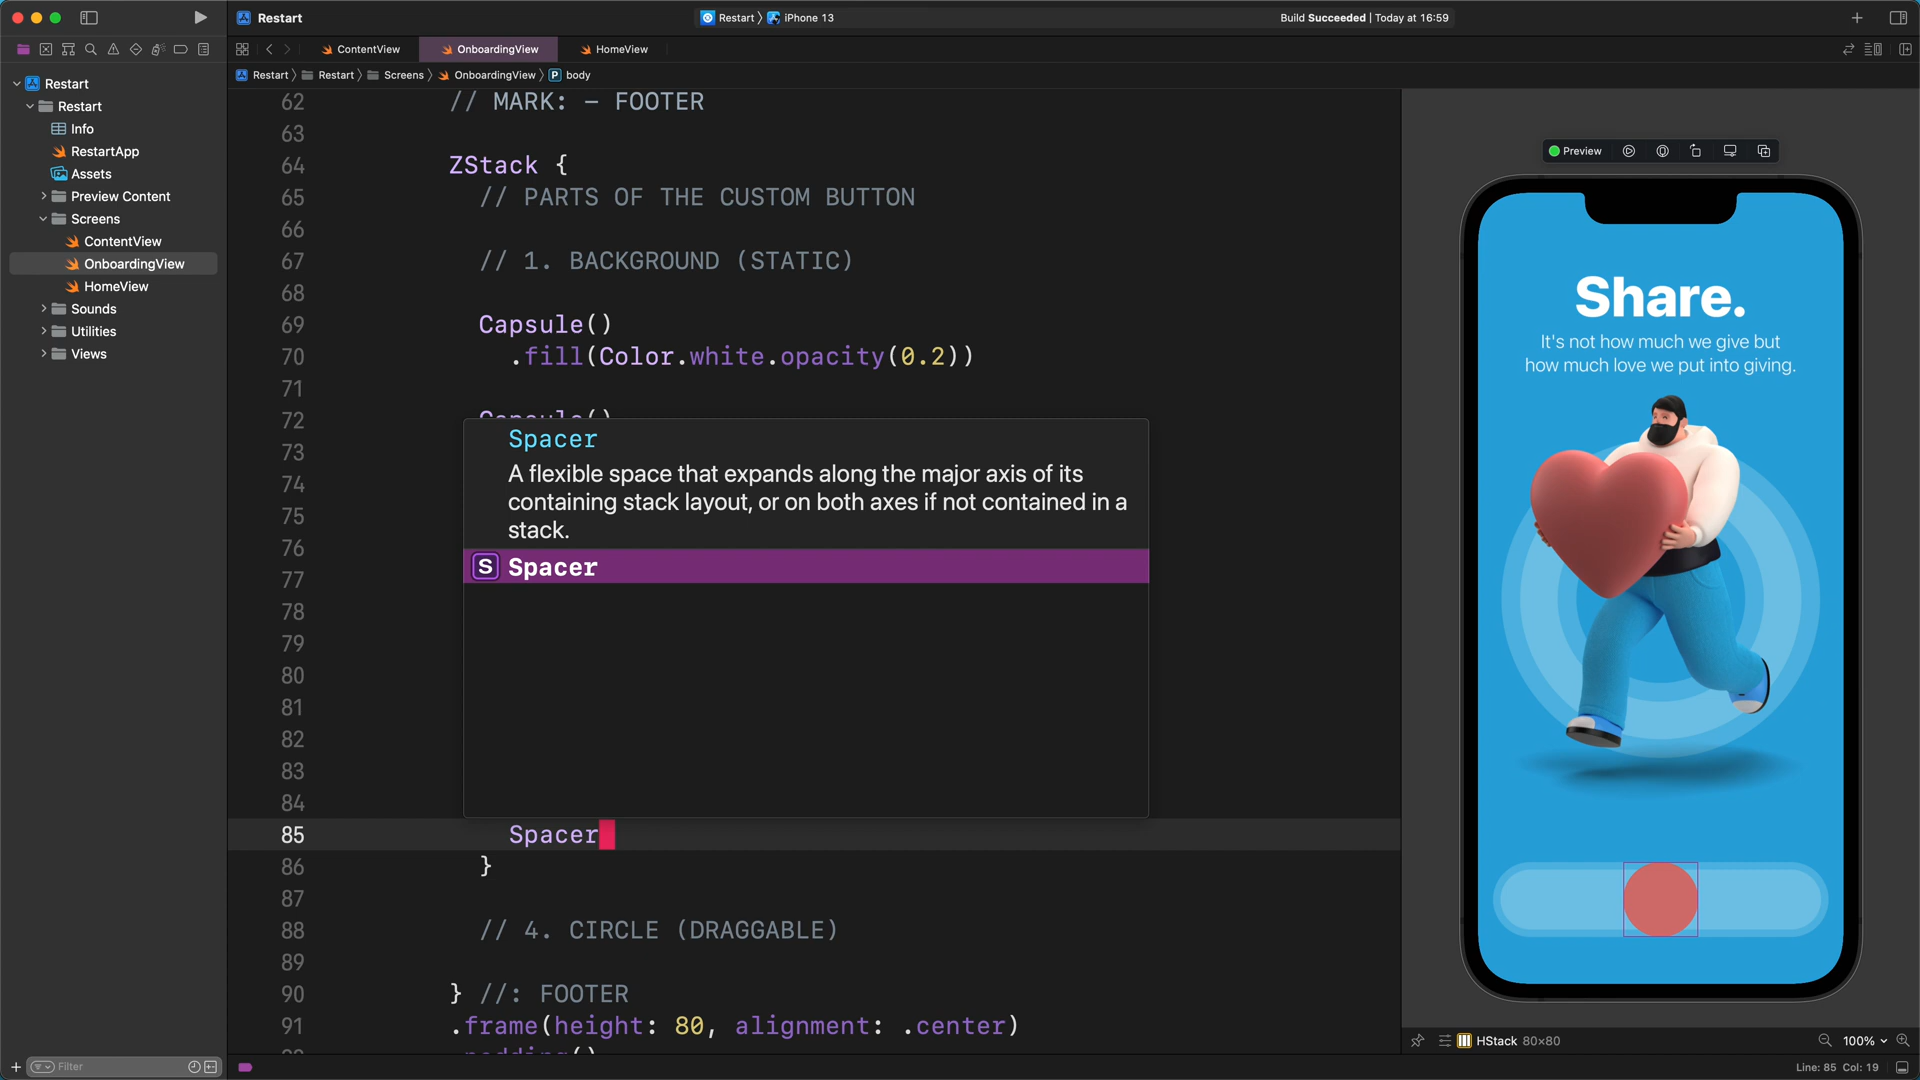 Restart
Restart
iPhone 13
Build Succeeded | Today at 16:59
ContentView
OnboardingView
HomeView
Restart
Restart
Screens
OnboardingView
P
body
Restart
Restart
Info
RestartApp
Assets
Preview Content
Screens
ContentView
OnboardingView
HomeView
Sounds
Utilities
Views
62 // MARK: - FOOTER
63
64 ZStack {
65 // PARTS OF THE CUSTOM BUTTON
66
67 // 1. BACKGROUND (STATIC)
68
69 Capsule()
70 .fill(Color.white.opacity(0.2))
71
72 Capsule()
73
74
75
76
77
78
79
80
81
82
83
84
Spacer
A flexible space that expands along the major axis of its
containing stack layout, or on both axes if not contained in a
stack.
S Spacer
85 Spacer
86 }
87
88 // 4. CIRCLE (DRAGGABLE)
89
90 } //: FOOTER
91 .frame(height: 80, alignment: .center)
.padding()
Preview
Share.
It's not how much we give but
how much love we put into giving.
HStack 80×80
100%
Filter
Line: 85 Col: 19